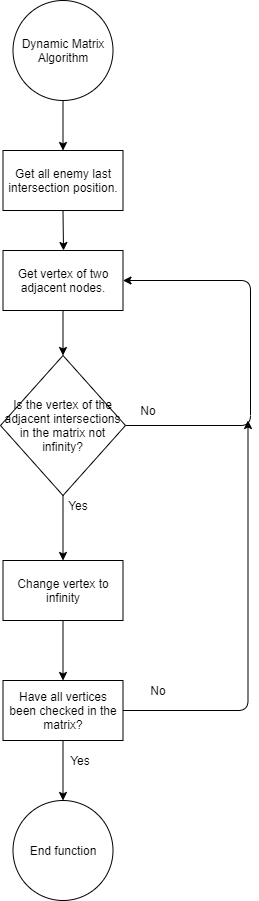 Dynamic Matrix
Algorithm
Get all enemy last
intersection position.
Get vertex of two
adjacent nodes.
Is the vertex of the
adjacent intersections
in the matrix not
infinity?
No
Yes
Change vertex to
infinity
Have all vertices
been checked in the
matrix?
No
Yes
End function